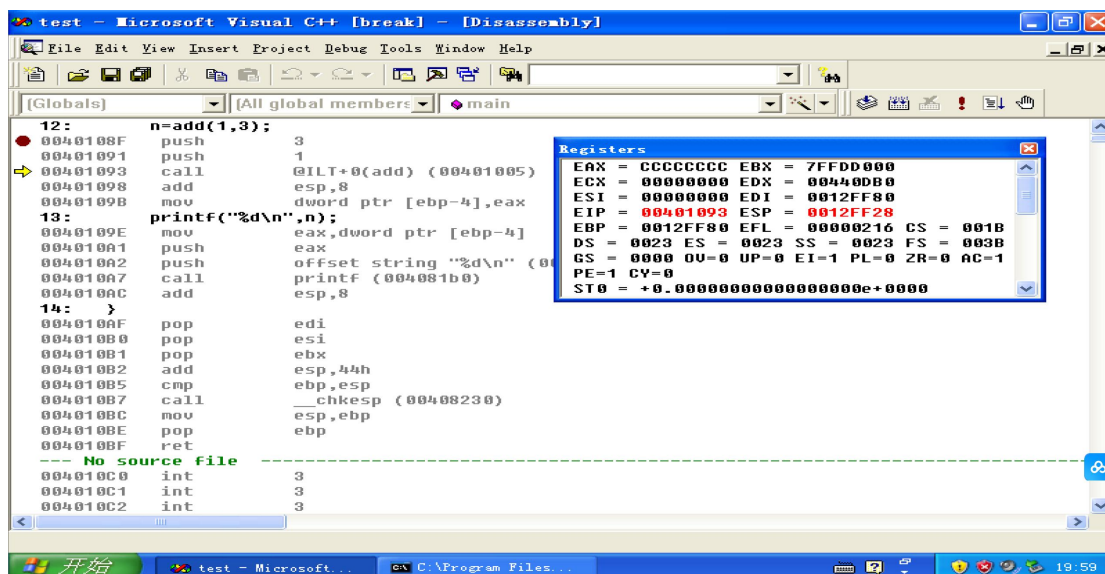 test - Microsoft Visual C++ [break] - [Disassembly]
File Edit View Insert Project Debug Tools Window Help
(Globals) (All global members main
12: n=add(1,3);
0040108F push 3
00401091 push 1
00401093 call @ILT+0(add) (00401005)
00401098 add esp,8
0040109B mov dword ptr [ebp-4],eax
13: printf("%d\n",n);
0040109E mov eax,dword ptr [ebp-4]
004010A1 push eax
004010A2 push offset string "%d\n" (00
004010A7 call printf (004081b0)
004010AC add esp,8
14: }
004010AF pop edi
004010B0 pop esi
004010B1 pop ebx
004010B2 add esp,44h
004010B5 cmp ebp,esp
004010B7 call __chkesp (00408230)
004010BC mov esp,ebp
004010BE pop ebp
004010BF ret
--- No source file
004010C0 int 3
004010C1 int 3
004010C2 int 3
Registers
EAX = CCCCCCCC EBX = 7FFDD000
ECX = 00000000 EDX = 00440DB0
ESI = 00000000 EDI = 0012FF80
EIP = 00401093 ESP = 0012FF28
EBP = 0012FF80 EFL = 00000216 CS = 001B
DS = 0023 ES = 0023 SS = 0023 FS = 003B
GS = 0000 OV=0 UP=0 EI=1 PL=0 ZR=0 AC=1
PE=1 CY=0
ST0 = +0.00000000000000000e+0000
开始 test - Microsoft... C:\Program Files... 19:59